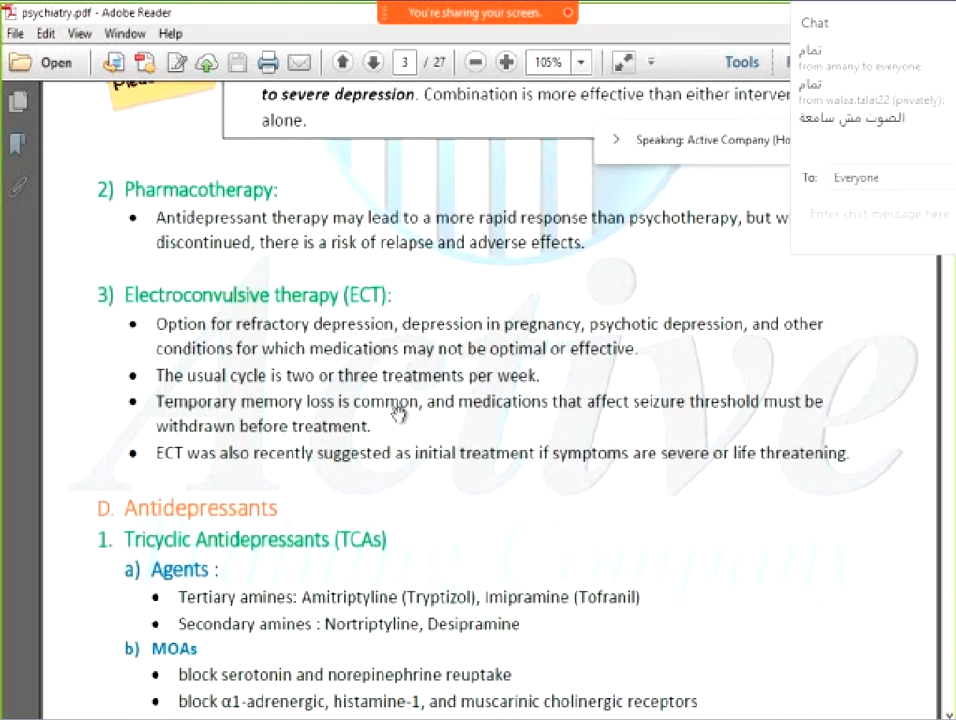 psychiatry.pdf - Adobe Reader
You're sharing your screen.
File Edit View Window Help
Open
3 / 27
105%
Tools
to severe depression. Combination is more effective than either interven
alone.
Speaking: Active Company (Ho
Chat
تمام
from amany to everyone
تمام
from walaa.talat22 (privately):
الصوت مش سامعة
To: Everyone
Enter chat message here
2) Pharmacotherapy:
• Antidepressant therapy may lead to a more rapid response than psychotherapy, but w
discontinued, there is a risk of relapse and adverse effects.
3) Electroconvulsive therapy (ECT):
• Option for refractory depression, depression in pregnancy, psychotic depression, and other
conditions for which medications may not be optimal or effective.
• The usual cycle is two or three treatments per week.
• Temporary memory loss is common, and medications that affect seizure threshold must be
withdrawn before treatment.
• ECT was also recently suggested as initial treatment if symptoms are severe or life threatening.
D. Antidepressants
1. Tricyclic Antidepressants (TCAs)
a) Agents :
• Tertiary amines: Amitriptyline (Tryptizol), Imipramine (Tofranil)
• Secondary amines : Nortriptyline, Desipramine
b) MOAs
• block serotonin and norepinephrine reuptake
• block α1-adrenergic, histamine-1, and muscarinic cholinergic receptors
Active